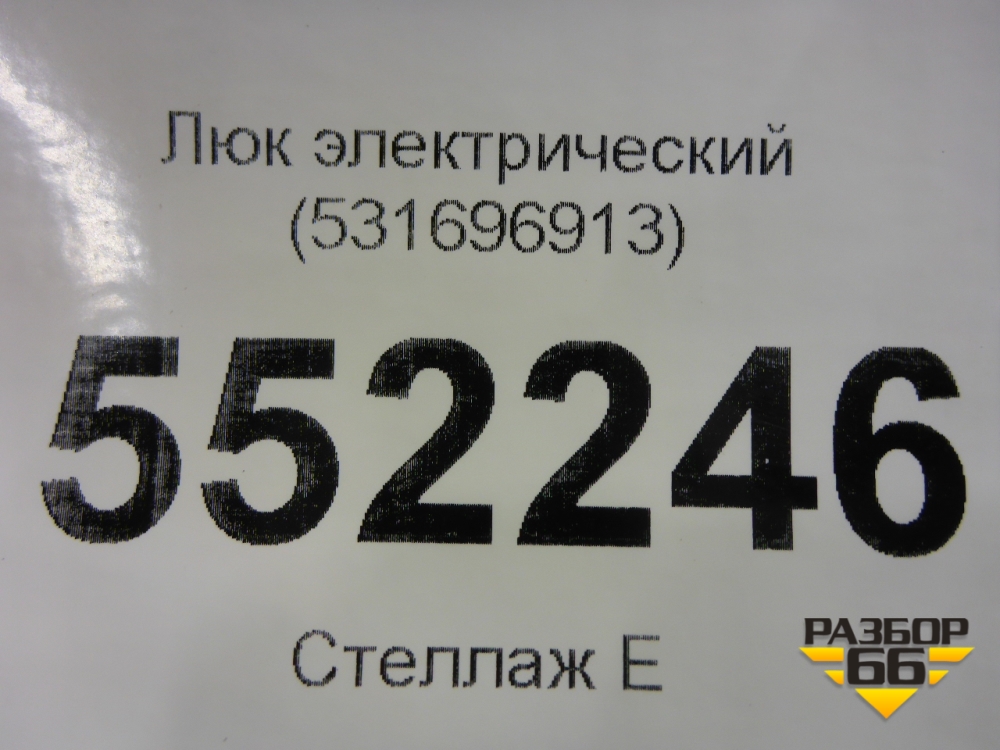 Люк электрический
(531696913)
552246
Стеллаж Е
РАЗБОР
66